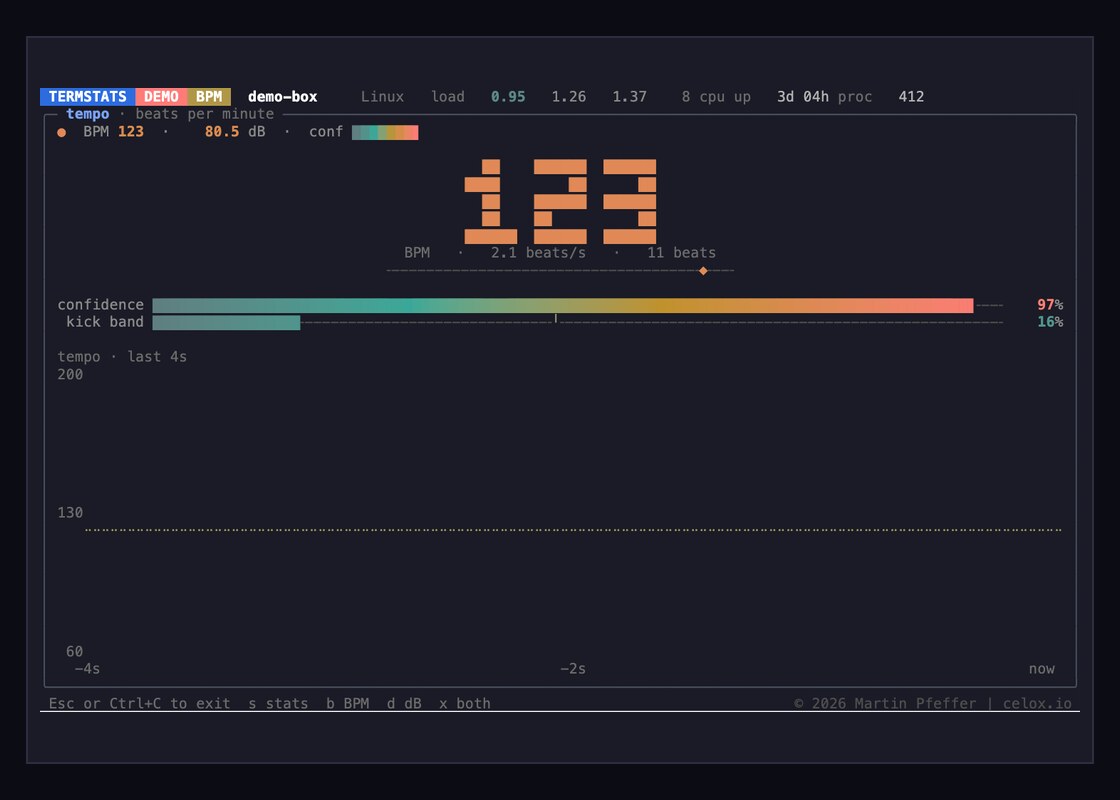 TERMSTATS DEMO BPM demo-box Linux load 0.95 1.26 1.37 8 cpu up 3d 04h proc 412
tempo · beats per minute
● BPM 123 · 80.5 dB · conf
123
BPM · 2.1 beats/s · 11 beats
confidence 97%
kick band 16%
tempo · last 4s
200
130
60
−4s −2s now
Esc or Ctrl+C to exit s stats b BPM d dB x both © 2026 Martin Pfeffer | celox.io